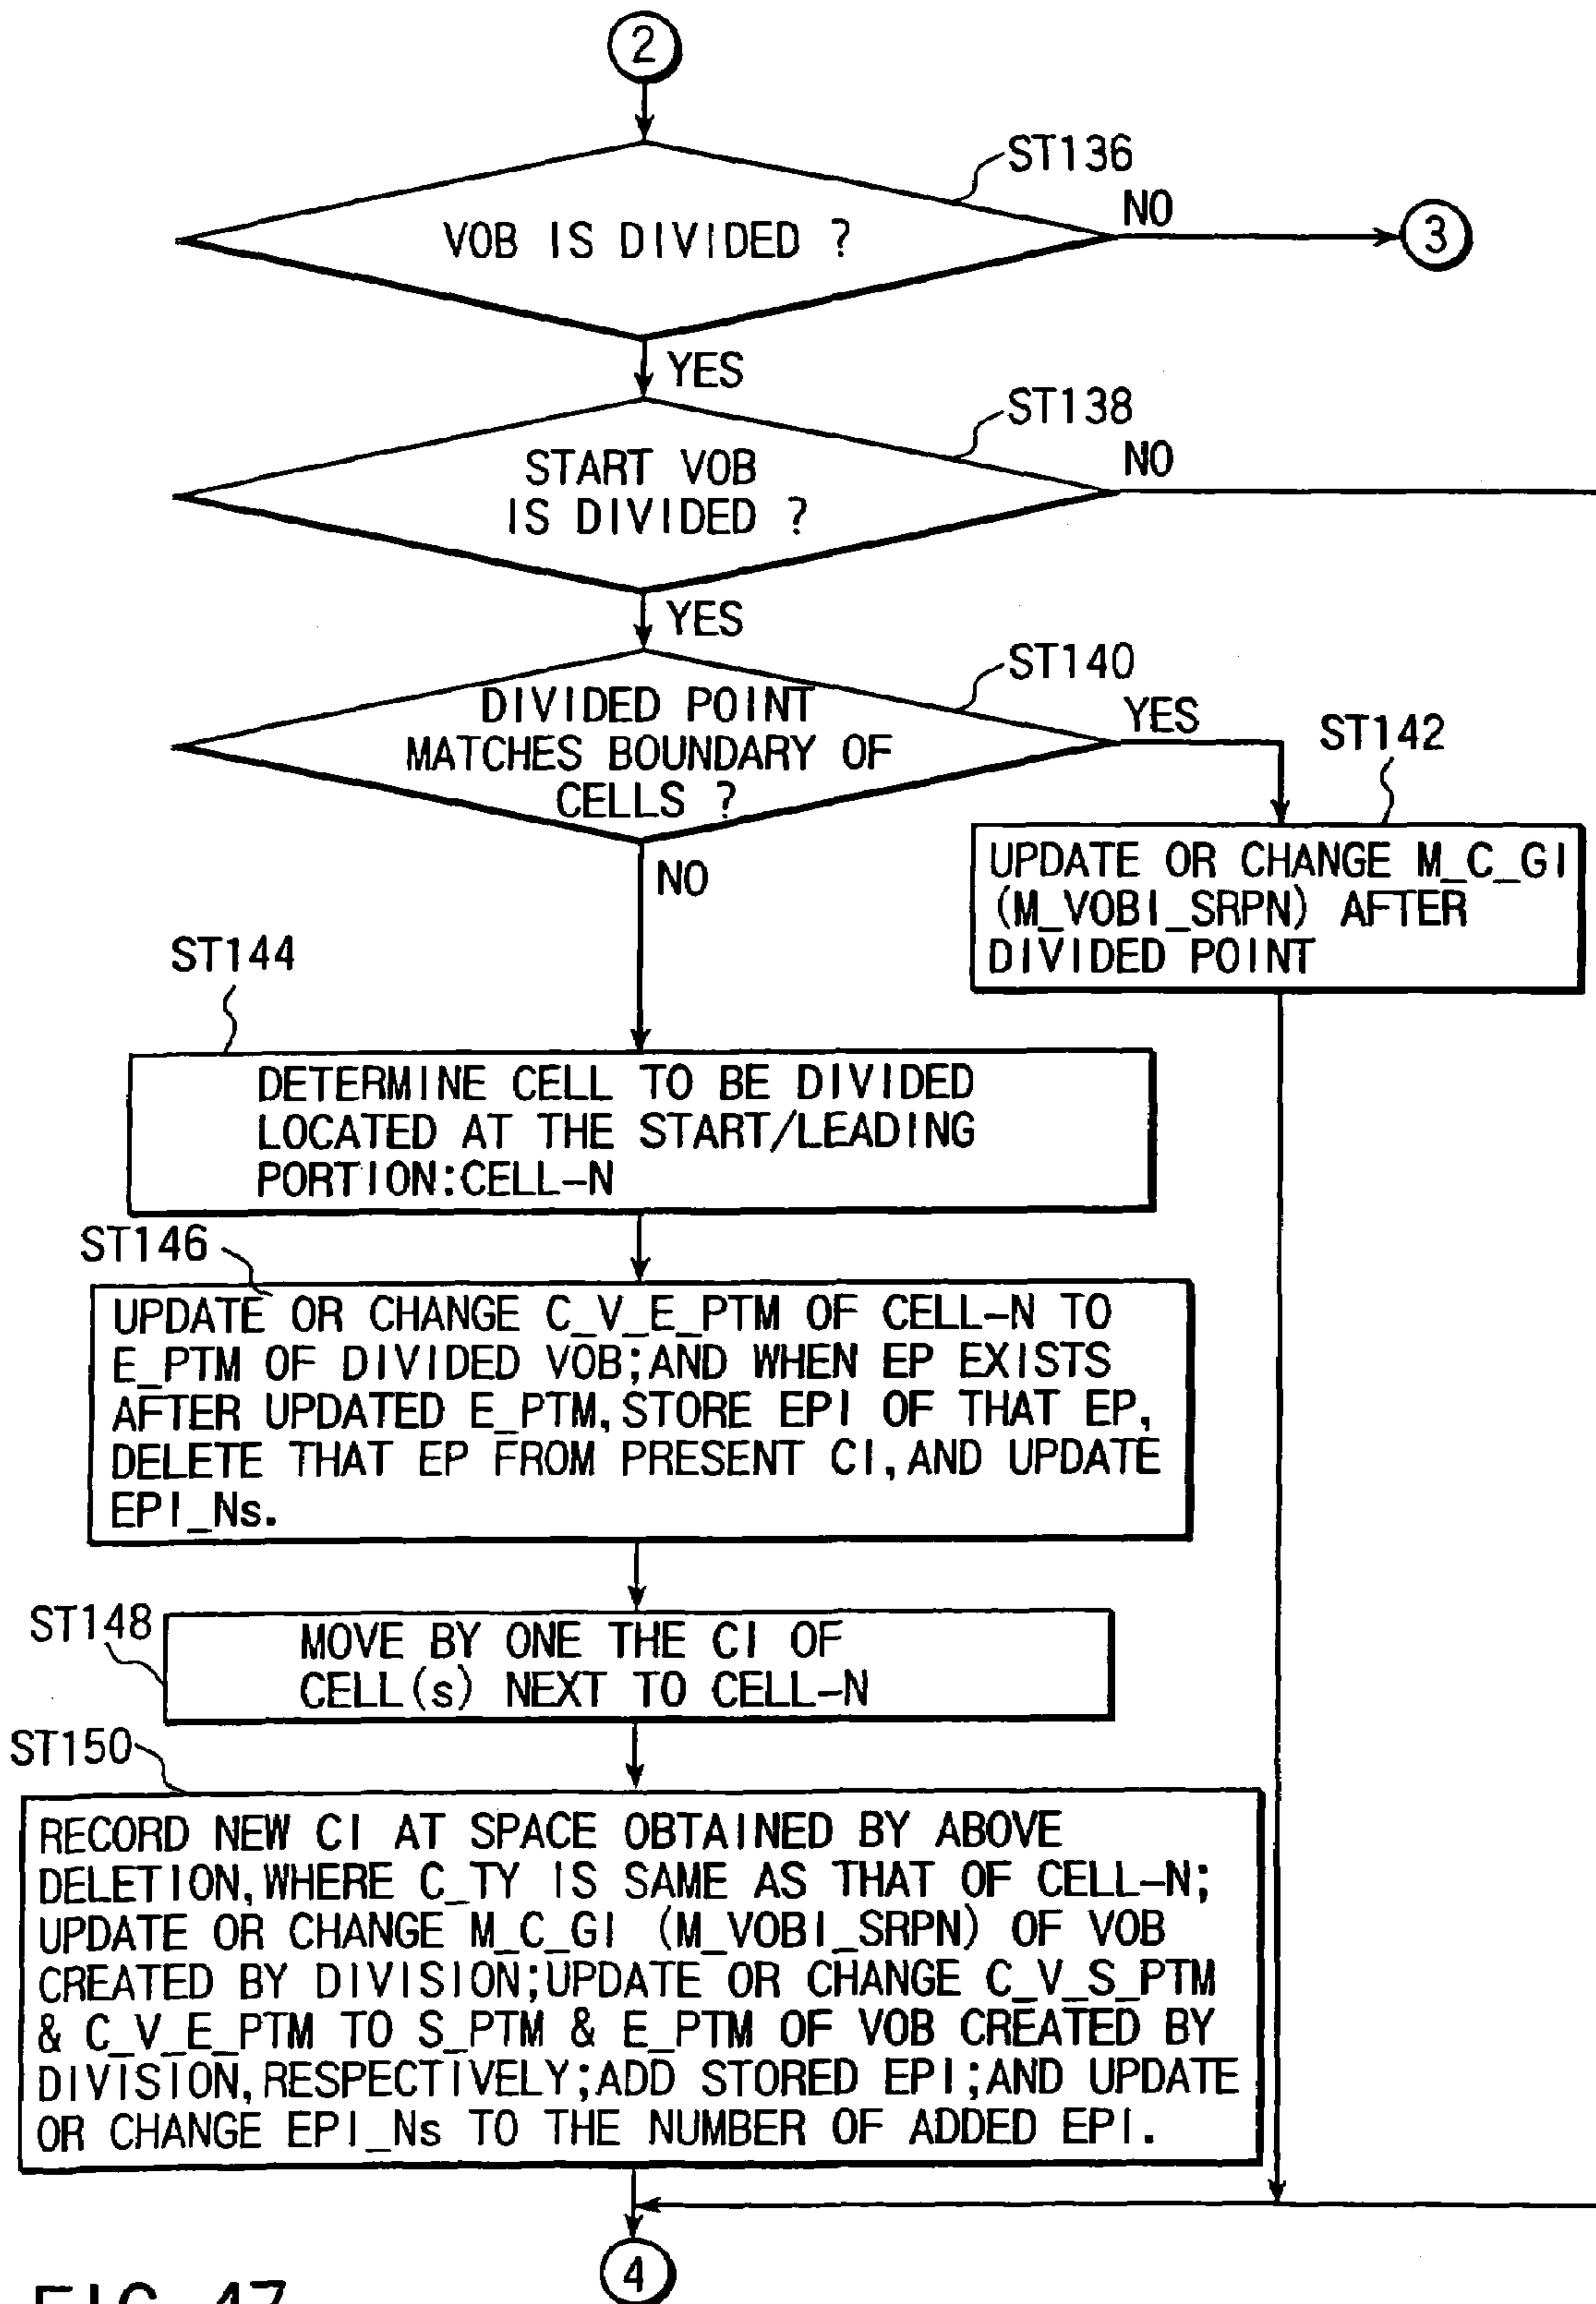 2
ST136
VOB IS DIVIDED ?
NO
3
YES
ST138
START VOB
IS DIVIDED ?
NO
YES
ST140
DIVIDED POINT
MATCHES BOUNDARY OF
CELLS ?
YES
ST142
NO
UPDATE OR CHANGE M_C_GI
(M_VOBI_SRPN) AFTER
DIVIDED POINT
ST144
DETERMINE CELL TO BE DIVIDED
LOCATED AT THE START/LEADING
PORTION:CELL-N
ST146
UPDATE OR CHANGE C_V_E_PTM OF CELL-N TO
E_PTM OF DIVIDED VOB;AND WHEN EP EXISTS
AFTER UPDATED E_PTM,STORE EPI OF THAT EP,
DELETE THAT EP FROM PRESENT CI,AND UPDATE
EPI_Ns.
ST148
MOVE BY ONE THE CI OF
CELL(s) NEXT TO CELL-N
ST150
RECORD NEW CI AT SPACE OBTAINED BY ABOVE
DELETION,WHERE C_TY IS SAME AS THAT OF CELL-N;
UPDATE OR CHANGE M_C_GI (M_VOBI_SRPN) OF VOB
CREATED BY DIVISION;UPDATE OR CHANGE C_V_S_PTM
& C_V_E_PTM TO S_PTM & E_PTM OF VOB CREATED BY
DIVISION,RESPECTIVELY;ADD STORED EPI;AND UPDATE
OR CHANGE EPI_Ns TO THE NUMBER OF ADDED EPI.
4
FIG. 47